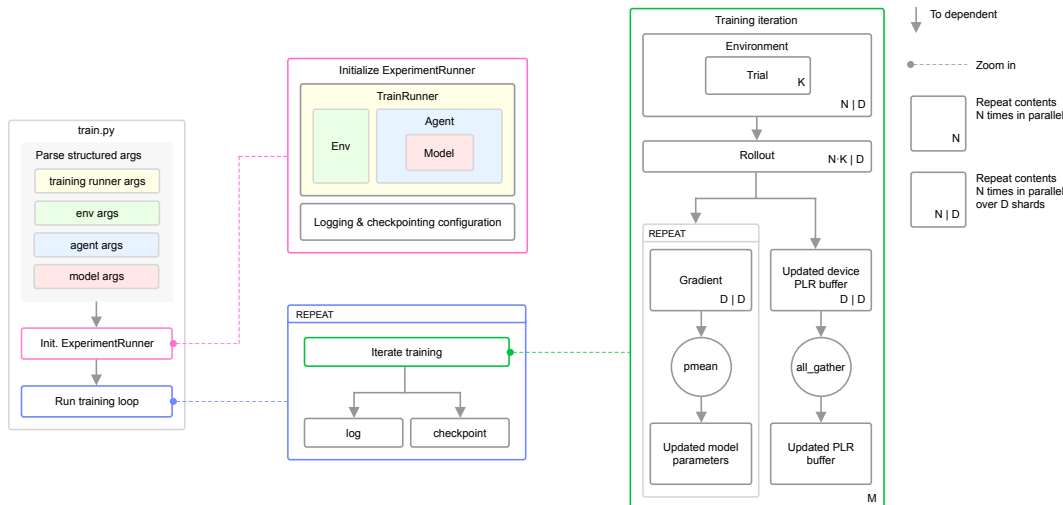 train.py
Parse structured args
training runner args
env args
agent args
model args
Init. ExperimentRunner
Run training loop
Initialize ExperimentRunner
TrainRunner
Env
Agent
Model
Logging & checkpointing configuration
REPEAT
Iterate training
log
checkpoint
Training iteration
Environment
Trial
K
N | D
Rollout
N·K | D
REPEAT
Gradient
D | D
pmean
Updated model
parameters
Updated device
PLR buffer
D | D
all_gather
Updated PLR
buffer
M
To dependent
Zoom in
Repeat contents
N times in parallel
N
Repeat contents
N times in parallel
over D shards
N | D